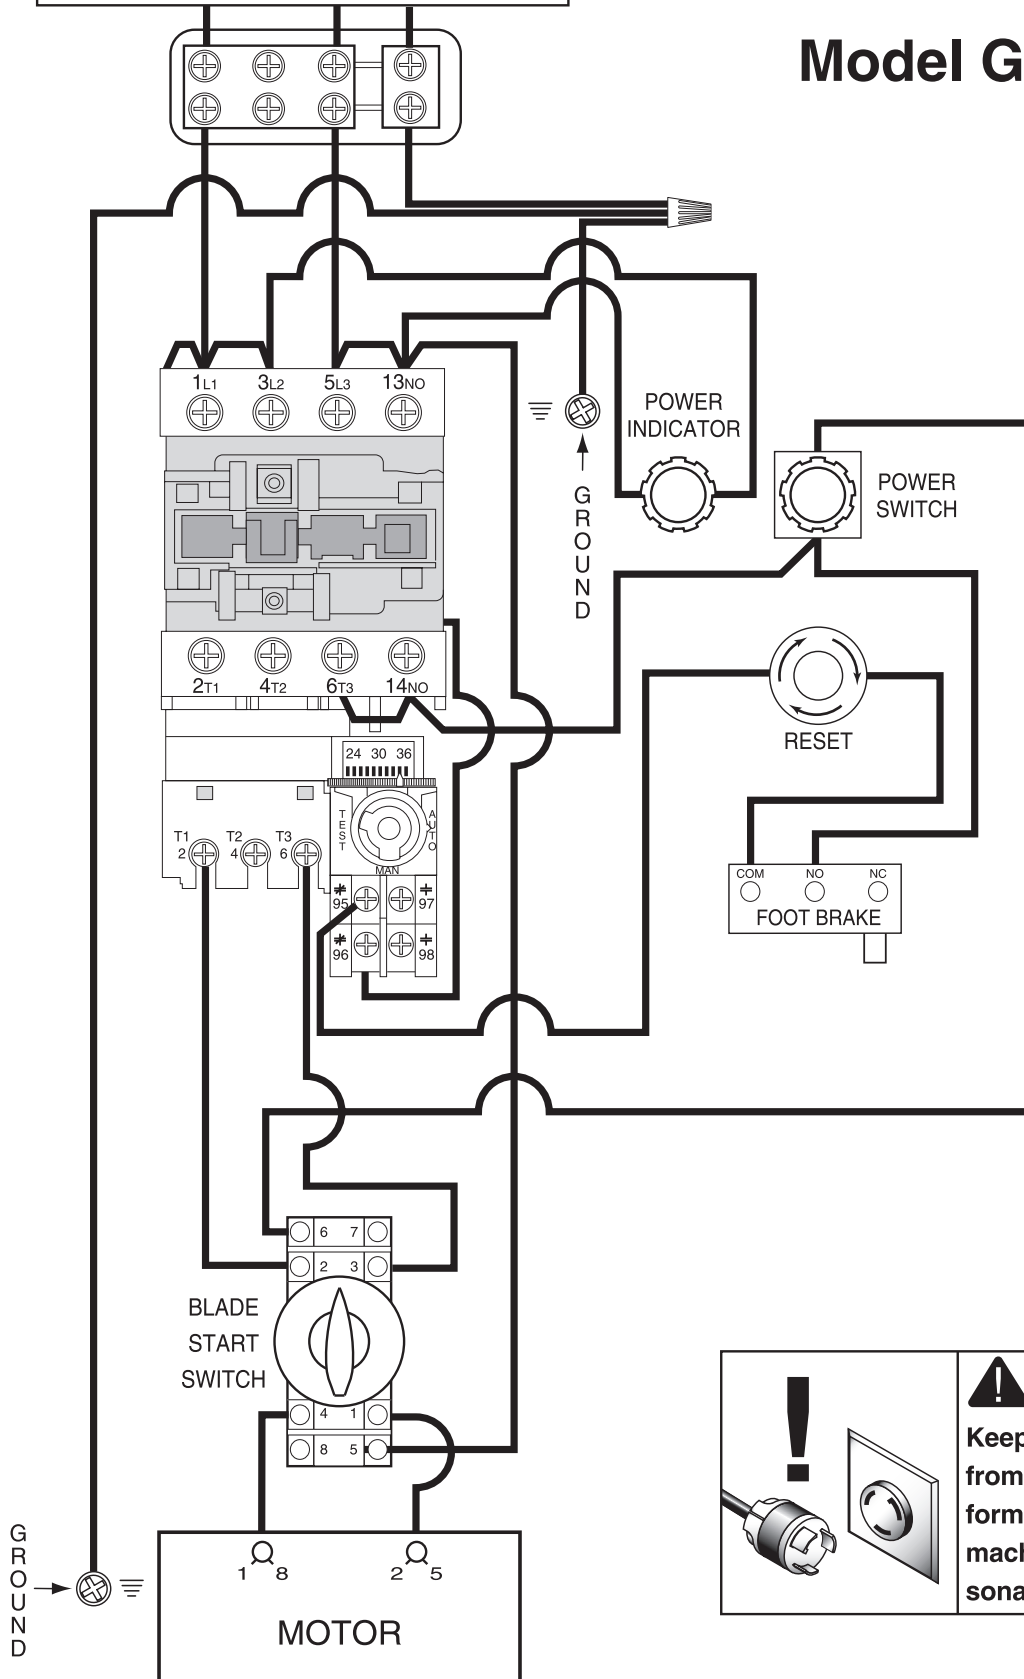 Model G
1L1 3L2 5L3 13NO
POWER
INDICATOR
POWER
SWITCH
GROUND
2T1 4T2 6T3 14NO
RESET
24 30 36
TEST
AUTO
MAN
T1 T2 T3
2 4 6
95 97
96 98
COM NO NC
FOOT BRAKE
6 7
2 3
BLADE
START
SWITCH
4 1
8 5
!
!
Keep
from
form
mach
sona
GROUND
1 8 2 5
MOTOR